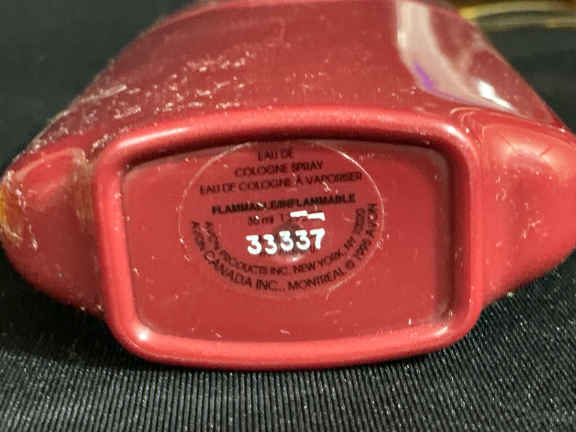 EAU DE
COLOGNE SPRAY
EAU DE COLOGNE À VAPORISER
FLAMMABLE/INFLAMMABLE
33337
AVON PRODUCTS INC. NEW YORK, NY
AVON CANADA INC., MONTREAL © AVON